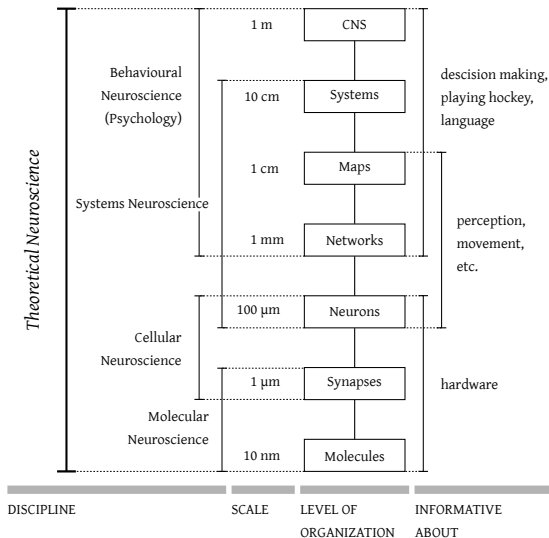 Theoretical Neuroscience
Behavioural
Neuroscience
(Psychology)
Systems Neuroscience
Cellular
Neuroscience
Molecular
Neuroscience
1 m
10 cm
1 cm
1 mm
100 µm
1 µm
10 nm
CNS
Systems
Maps
Networks
Neurons
Synapses
Molecules
descision making,
playing hockey,
language
perception,
movement,
etc.
hardware
DISCIPLINE
SCALE
LEVEL OF
ORGANIZATION
INFORMATIVE
ABOUT